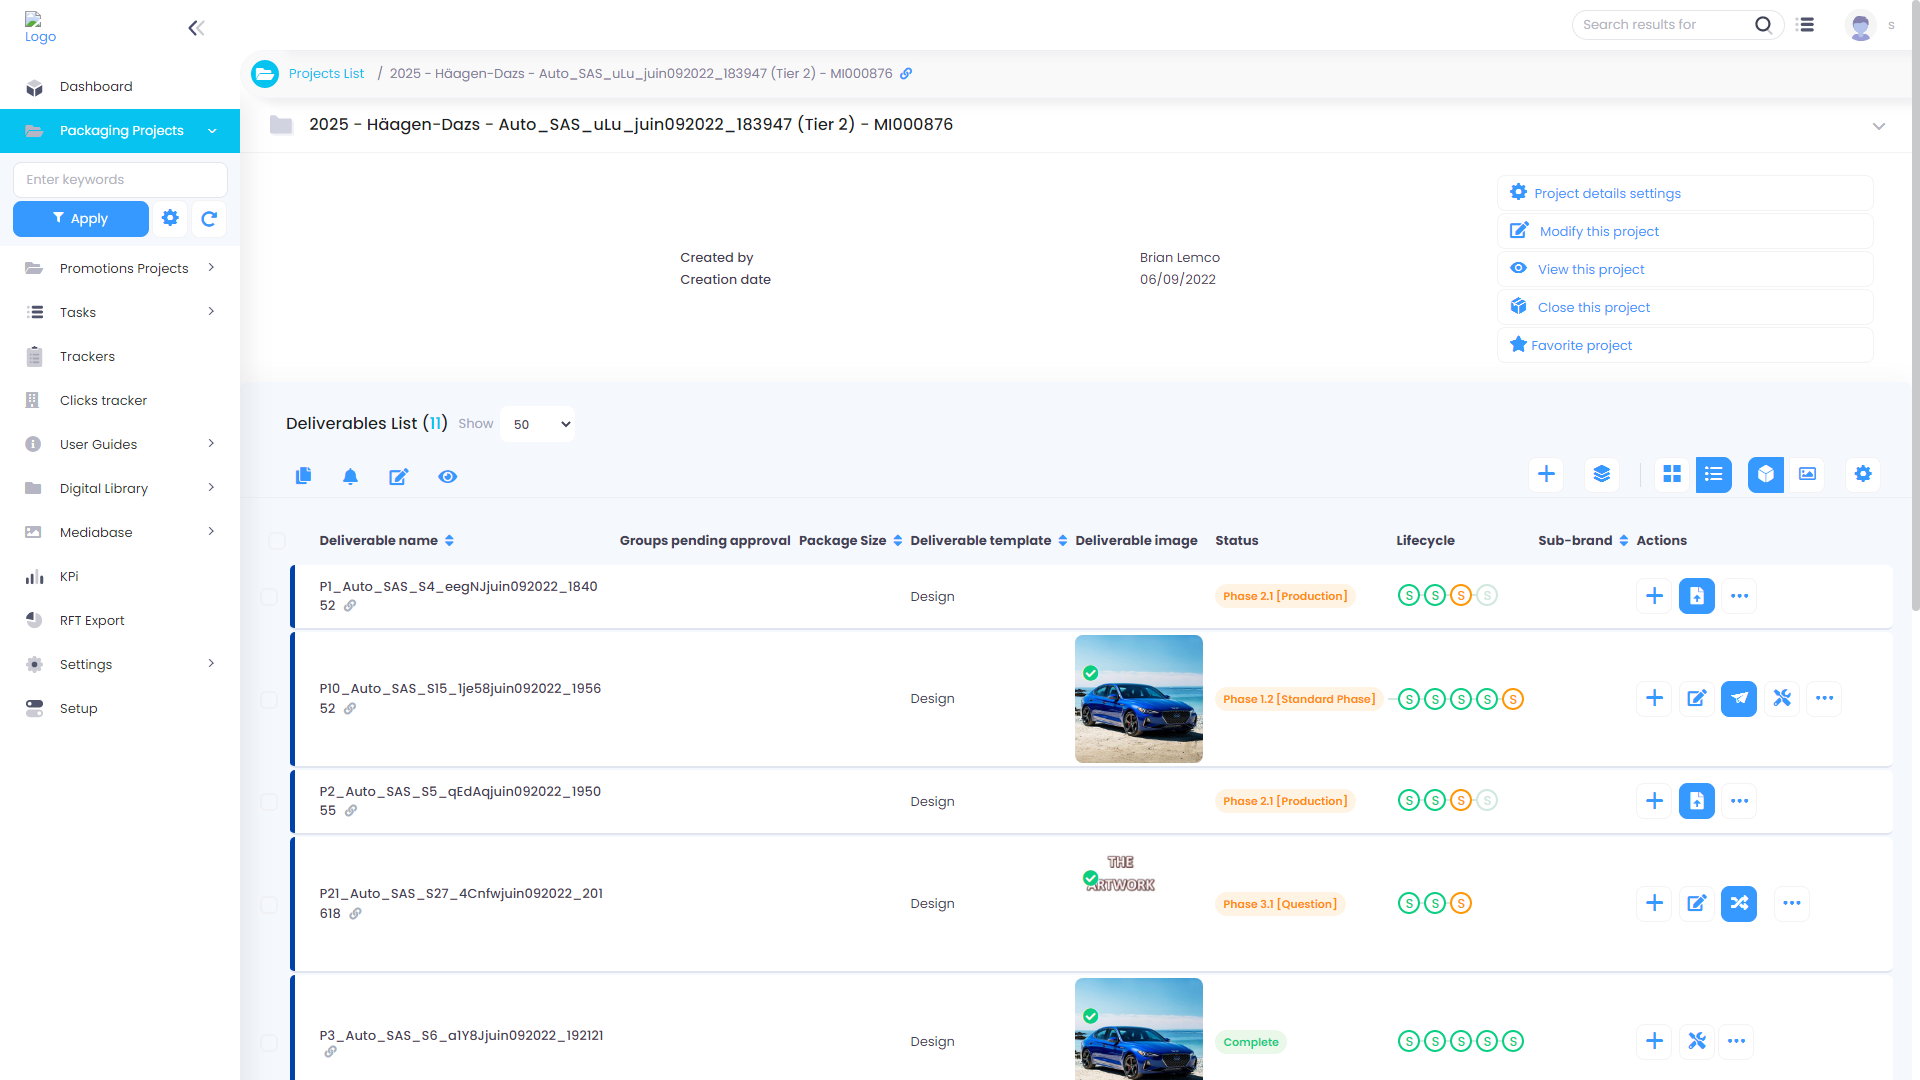 Logo
Search results for
s
Dashboard
Packaging Projects
Enter keywords
Apply
Promotions Projects
Tasks
Trackers
Clicks tracker
User Guides
Digital Library
Mediabase
KPi
RFT Export
Settings
Setup
Projects List / 2025 - Häagen-Dazs - Auto_SAS_uLu_juin092022_183947 (Tier 2) - MI000876
2025 - Häagen-Dazs - Auto_SAS_uLu_juin092022_183947 (Tier 2) - MI000876
Created by Brian Lemco
Creation date 06/09/2022
Project details settings
Modify this project
View this project
Close this project
Favorite project
Deliverables List (11) Show 50
Deliverable name Groups pending approval Package Size Deliverable template Deliverable image Status Lifecycle Sub-brand Actions
P1_Auto_SAS_S4_eegNJjuin092022_1840
52
Design
Phase 2.1 [Production]
S S S S
P10_Auto_SAS_S15_1je58juin092022_1956
52
Design
Phase 1.2 [Standard Phase]
S S S S S
P2_Auto_SAS_S5_qEdAqjuin092022_1950
55
Design
Phase 2.1 [Production]
S S S S
P21_Auto_SAS_S27_4Cnfwjuin092022_201
618
Design
THE
ARTWORK
Phase 3.1 [Question]
S S S
P3_Auto_SAS_S6_a1Y8Jjuin092022_192121
Design
Complete
S S S S S